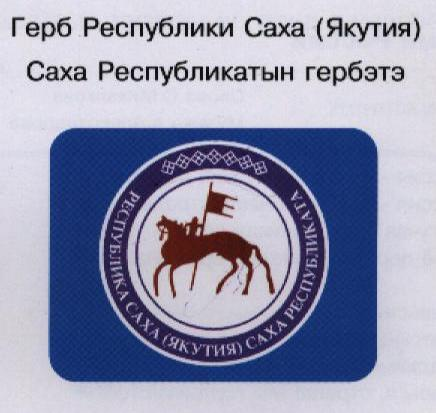 Герб Республики Саха (Якутия)
Саха Республикатын гербэтэ
РЕСПУБЛИКА САХА (ЯКУТИЯ) САХА РЕСПУБЛИКАТА